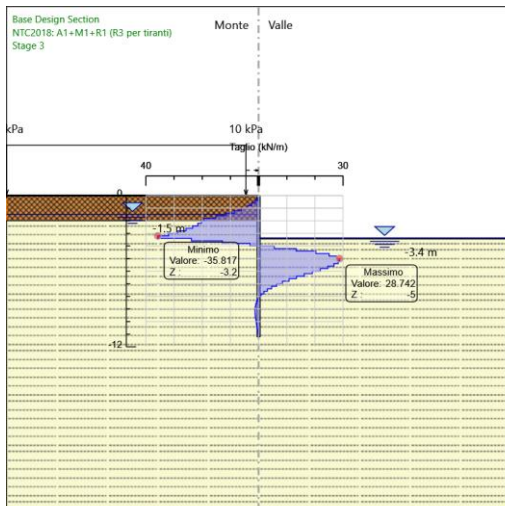 Base Design Section
NTC2018: A1+M1+R1 (R3 per tiranti)
Stage 3
Monte
Valle
kPa
10 kPa
Taglio (kN/m)
40
30
0
-1.5 m
Minimo
Valore: -35.817
Z : -3.2
-3.4 m
Massimo
Valore: 28.742
Z : -5
-12